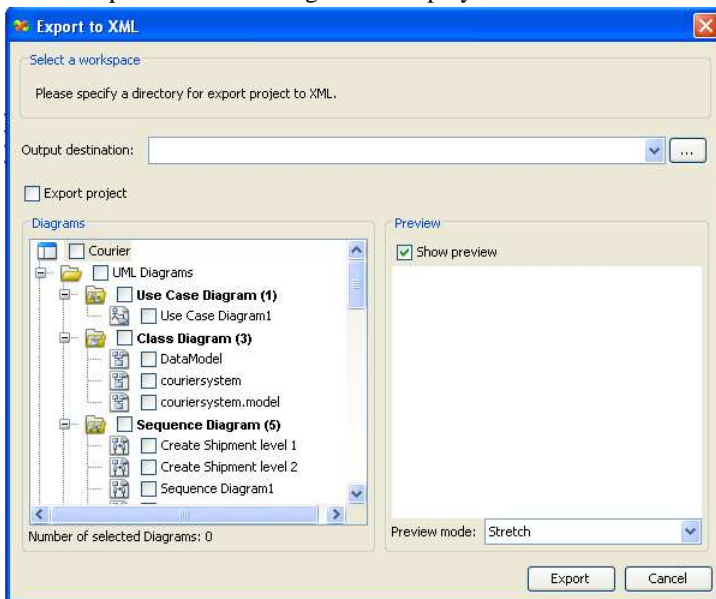 Export to XML
Select a workspace
Please specify a directory for export project to XML.
Output destination:
...
Export project
Diagrams
Courier
UML Diagrams
Use Case Diagram (1)
Use Case Diagram1
Class Diagram (3)
DataModel
couriersystem
couriersystem.model
Sequence Diagram (5)
Create Shipment level 1
Create Shipment level 2
Sequence Diagram1
Number of selected Diagrams: 0
Preview
Show preview
Preview mode: Stretch
Export Cancel